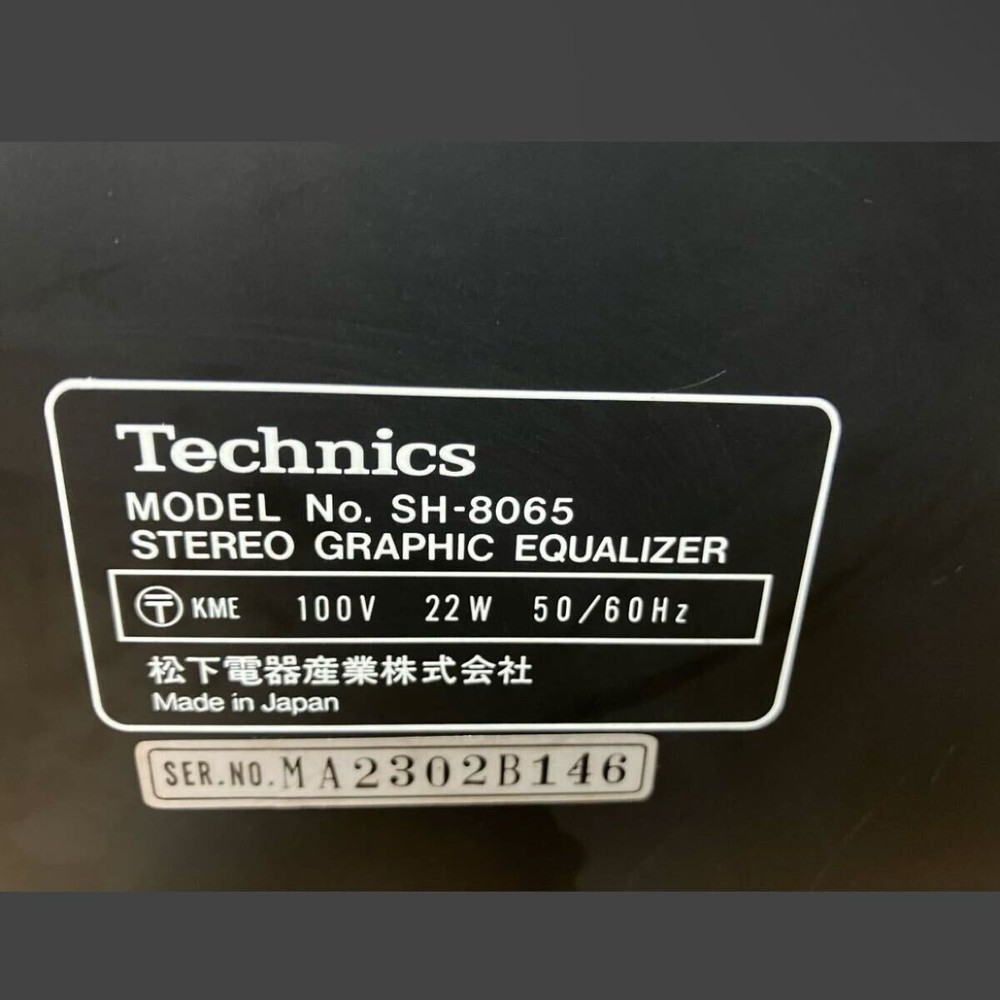 Technics
MODEL No. SH-8065
STEREO GRAPHIC EQUALIZER
〒 KME 100V 22W 50/60Hz
松下電器産業株式会社
Made in Japan
SER.NO.MA2302B146